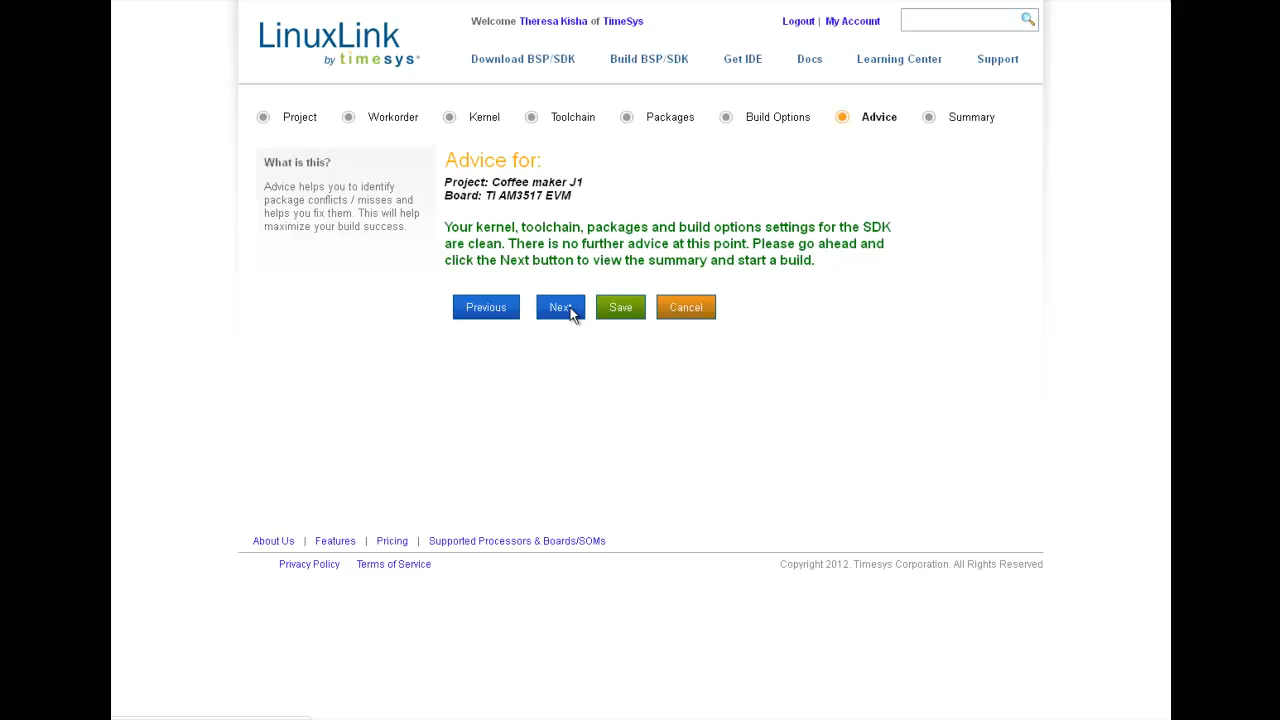 LinuxLink
by timesys
Welcome Theresa Kisha of TimeSys
Logout | My Account
Download BSP/SDK Build BSP/SDK Get IDE Docs Learning Center Support
Project Workorder Kernel Toolchain Packages Build Options Advice Summary
What is this?
Advice helps you to identify
package conflicts / misses and
helps you fix them. This will help
maximize your build success.
Advice for:
Project: Coffee maker J1
Board: TI AM3517 EVM
Your kernel, toolchain, packages and build options settings for the SDK
are clean. There is no further advice at this point. Please go ahead and
click the Next button to view the summary and start a build.
Previous Next Save Cancel
About Us | Features | Pricing | Supported Processors & Boards/SOMs
Privacy Policy Terms of Service
Copyright 2012. Timesys Corporation. All Rights Reserved